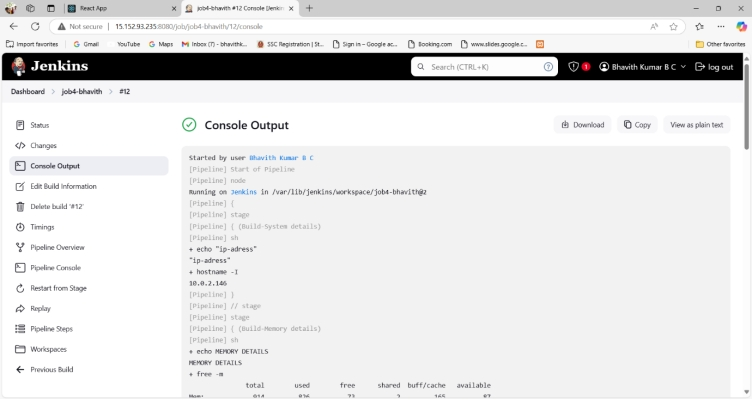 React App
job4-bhavith #12 Console [Jenkin
Not secure
15.152.93.235:8080/job/job4-bhavith/12/console
Import favorites
Gmail
YouTube
Maps
Inbox (7) - bhavithk...
SSC Registration | St...
Sign in – Google ac...
Booking.com
www.slides.google.c...
Other favorites
Jenkins
Search (CTRL+K)
1
Bhavith Kumar B C
log out
Dashboard > job4-bhavith > #12
Status
Changes
Console Output
Edit Build Information
Delete build '#12'
Timings
Pipeline Overview
Pipeline Console
Restart from Stage
Replay
Pipeline Steps
Workspaces
Previous Build
Console Output
Download
Copy
View as plain text
Started by user Bhavith Kumar B C
[Pipeline] Start of Pipeline
[Pipeline] node
Running on Jenkins in /var/lib/jenkins/workspace/job4-bhavith@2
[Pipeline] {
[Pipeline] stage
[Pipeline] { (Build-System details)
[Pipeline] sh
+ echo "ip-adress"
"ip-adress"
+ hostname -I
10.0.2.146
[Pipeline] }
[Pipeline] // stage
[Pipeline] stage
[Pipeline] { (Build-Memory details)
[Pipeline] sh
+ echo MEMORY DETAILS
MEMORY DETAILS
+ free -m
total used free shared buff/cache available
Mem: 914 826 73 2 165 87